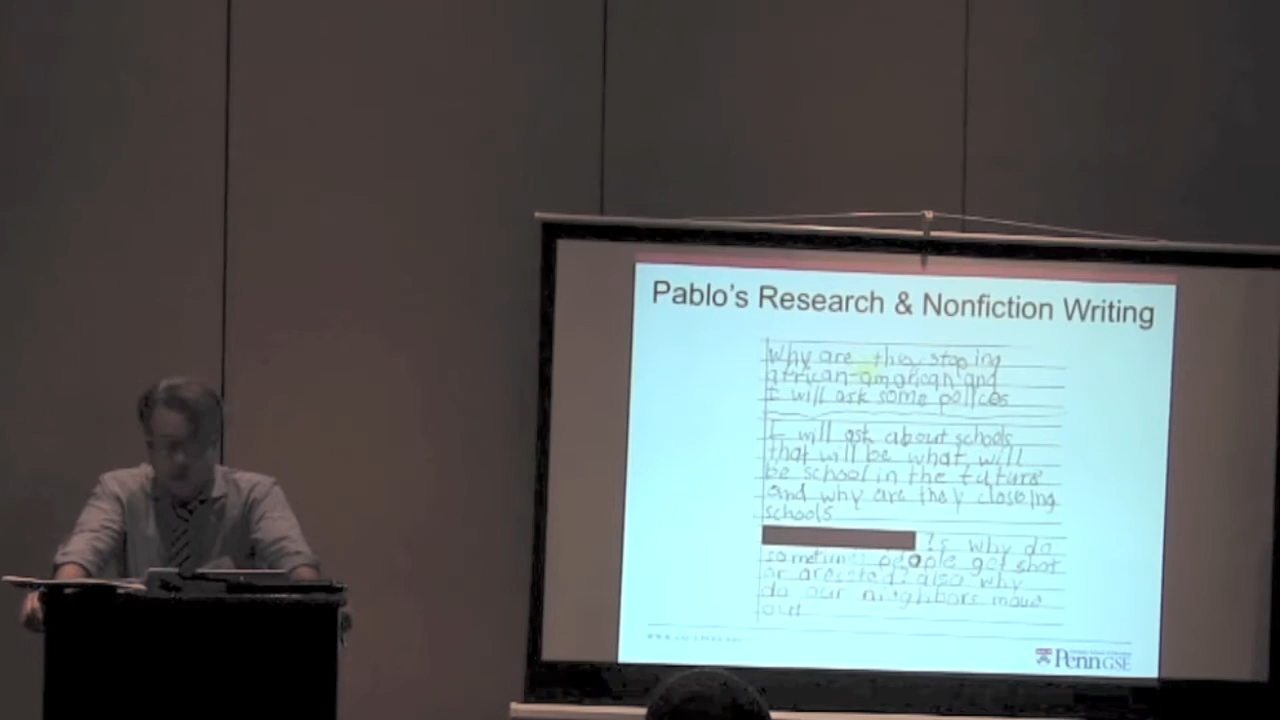 Pablo's Research & Nonfiction Writing
Why are they stoping
african-amarican and
I will ask some polices
I will ask about schools
that will be what will
be school in the future
and why are they closeing
schools
?s why do
sometimes people get shot
or aressted? also why
do our neighbors move
out
Penn GSE